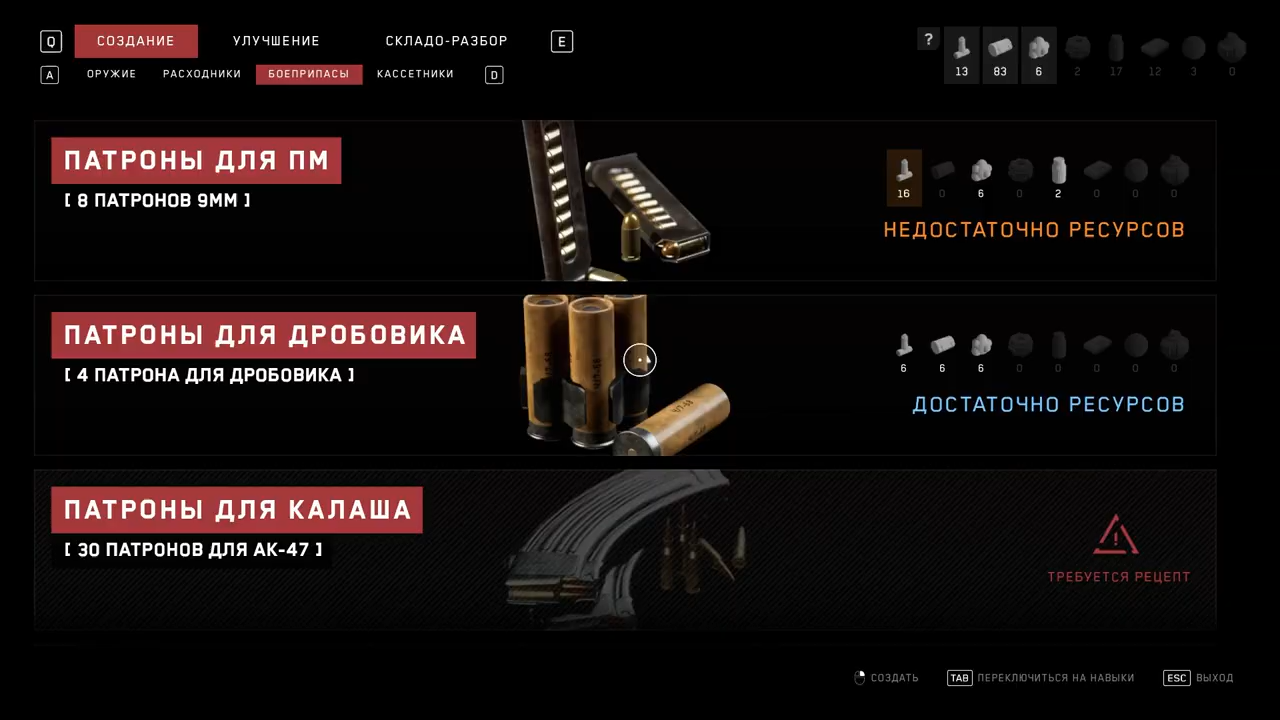 Q СОЗДАНИЕ УЛУЧШЕНИЕ СКЛАДО-РАЗБОР E
A ОРУЖИЕ РАСХОДНИКИ БОЕПРИПАСЫ КАССЕТНИКИ D
?
13 83 6 2 17 12 3 0
ПАТРОНЫ ДЛЯ ПМ
[ 8 ПАТРОНОВ 9ММ ]
16 0 6 0 2 0 0 0
НЕДОСТАТОЧНО РЕСУРСОВ
ПАТРОНЫ ДЛЯ ДРОБОВИКА
[ 4 ПАТРОНА ДЛЯ ДРОБОВИКА ]
6 6 6 0 0 0 0 0
ДОСТАТОЧНО РЕСУРСОВ
ПАТРОНЫ ДЛЯ КАЛАША
[ 30 ПАТРОНОВ ДЛЯ АК-47 ]
ТРЕБУЕТСЯ РЕЦЕПТ
СОЗДАТЬ TAB ПЕРЕКЛЮЧИТЬСЯ НА НАВЫКИ ESC ВЫХОД